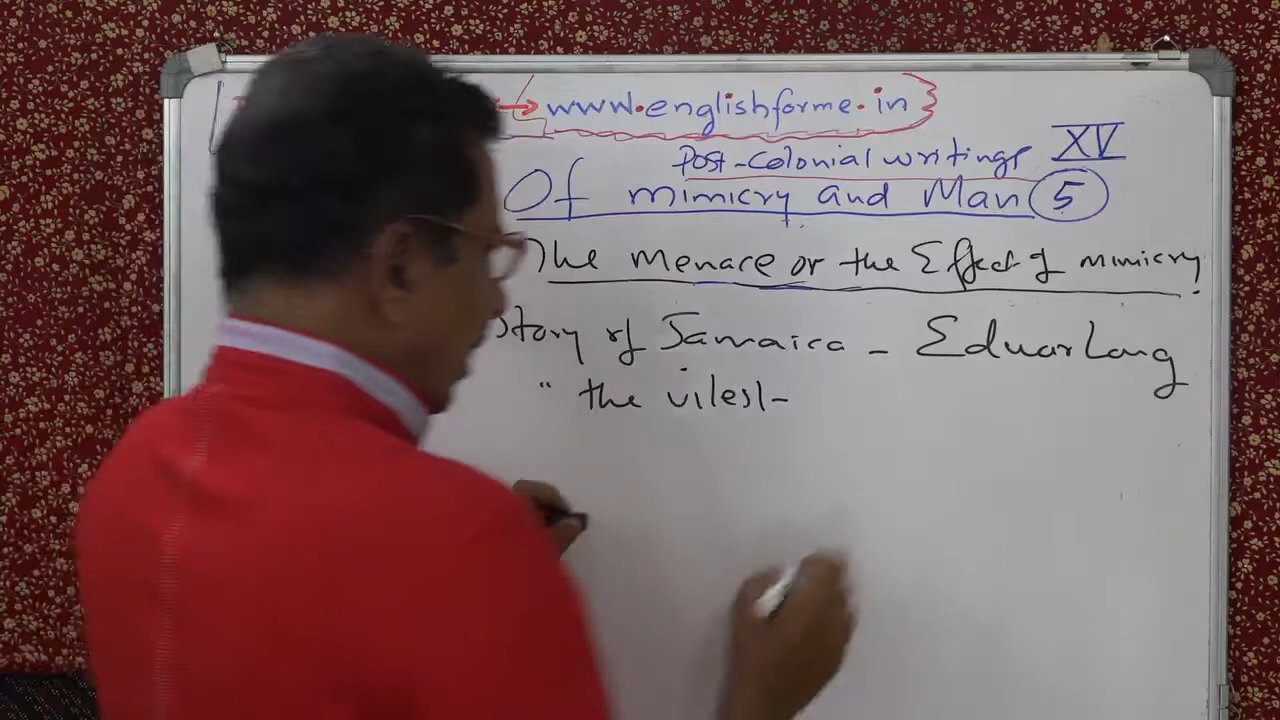 www.englishforme.in
Post-Colonial writings XV
Of mimicry and Man 5
The Menace or the Effect of mimicry
Story of Jamaica - Edwar Long
" the vilest